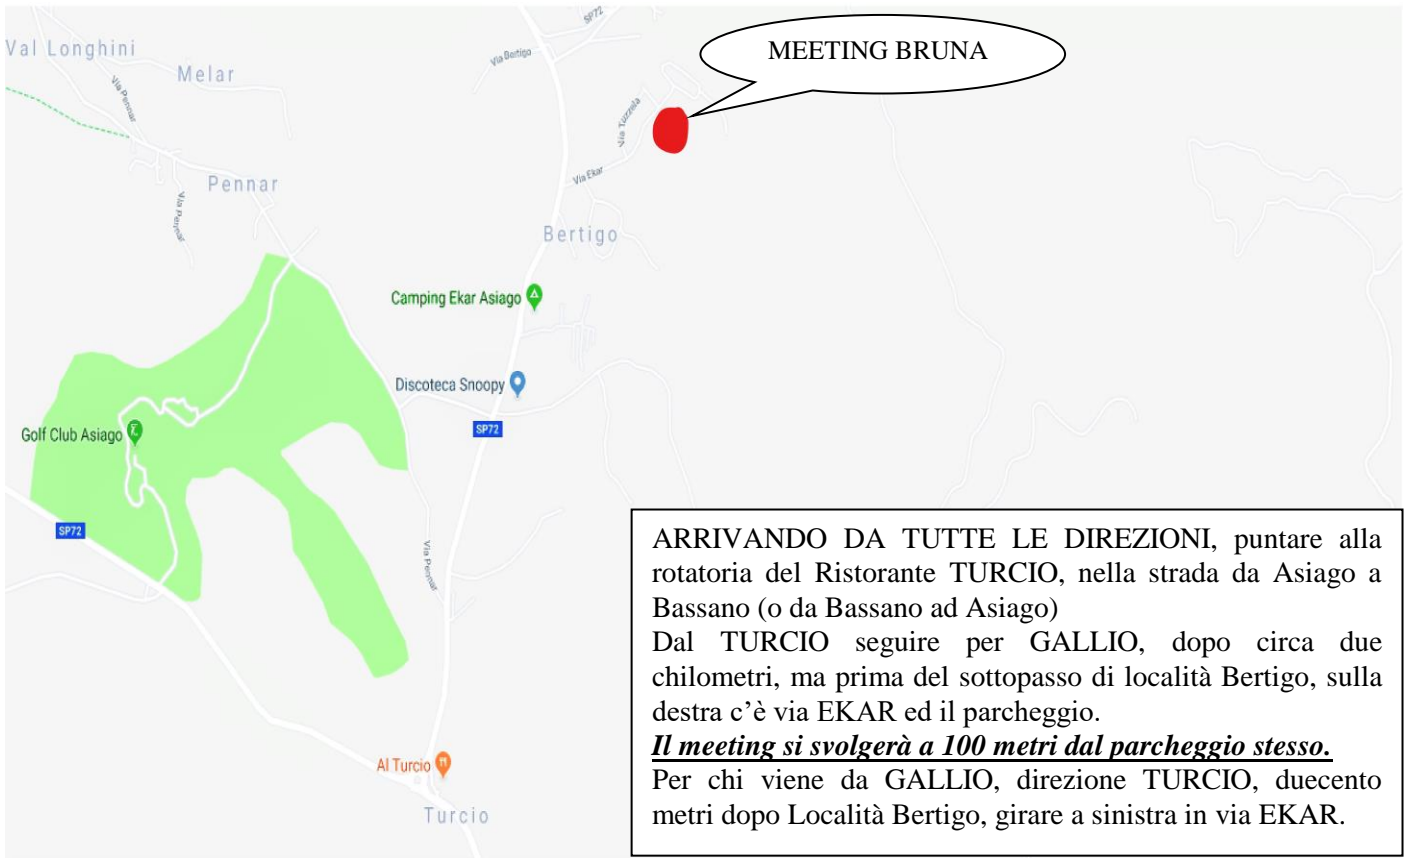 SP72
Val Longhini
Melar
Via Bertigo
MEETING BRUNA
Via Pennar
Via Tuzzela
Via Ekar
Pennar
Via Pennar
Bertigo
Camping Ekar Asiago
Discoteca Snoopy
SP72
Golf Club Asiago
SP72
Via Pennar
Al Turcio
Turcio
ARRIVANDO DA TUTTE LE DIREZIONI, puntare alla
rotatoria del Ristorante TURCIO, nella strada da Asiago a
Bassano (o da Bassano ad Asiago)
Dal TURCIO seguire per GALLIO, dopo circa due
chilometri, ma prima del sottopasso di località Bertigo, sulla
destra c'è via EKAR ed il parcheggio.
Il meeting si svolgerà a 100 metri dal parcheggio stesso.
Per chi viene da GALLIO, direzione TURCIO, duecento
metri dopo Località Bertigo, girare a sinistra in via EKAR.